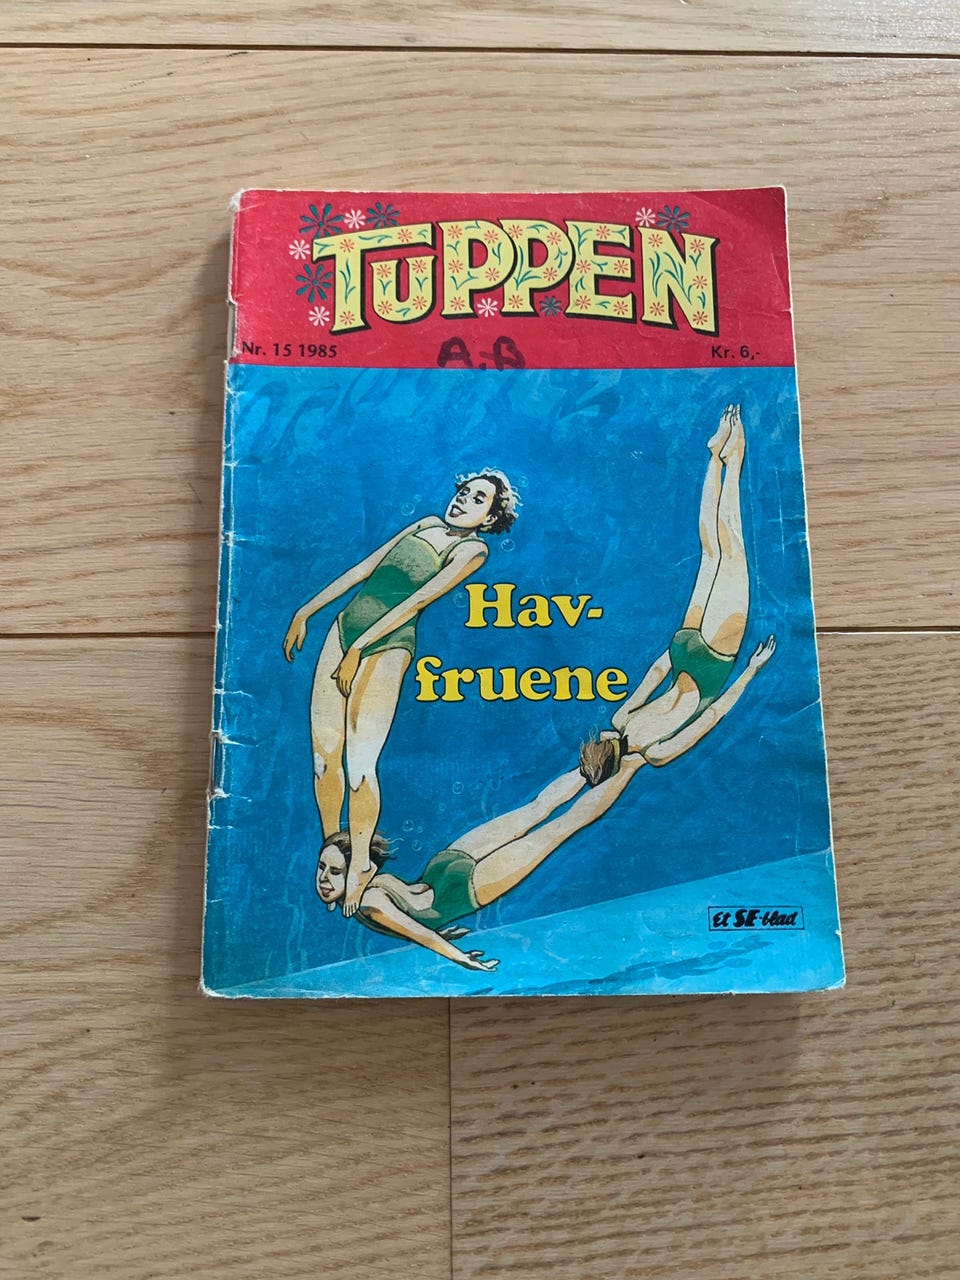 TUPPEN
Nr. 15 1985
A.B
Kr. 6,-
Hav-
fruene
Et SE-blad